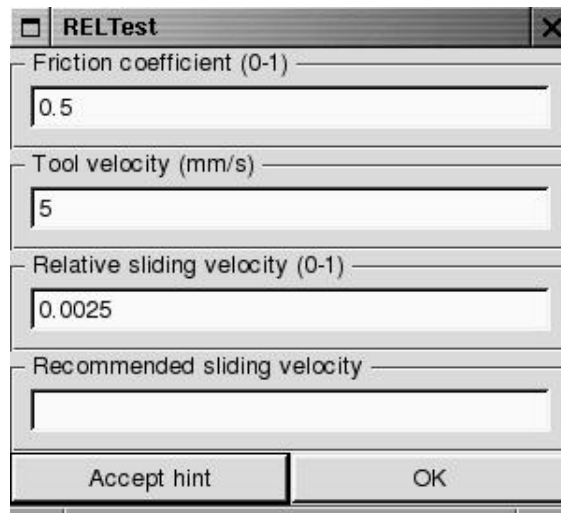 RELTest
Friction coefficient (0-1)
0.5
Tool velocity (mm/s)
5
Relative sliding velocity (0-1)
0.0025
Recommended sliding velocity
Accept hint
OK